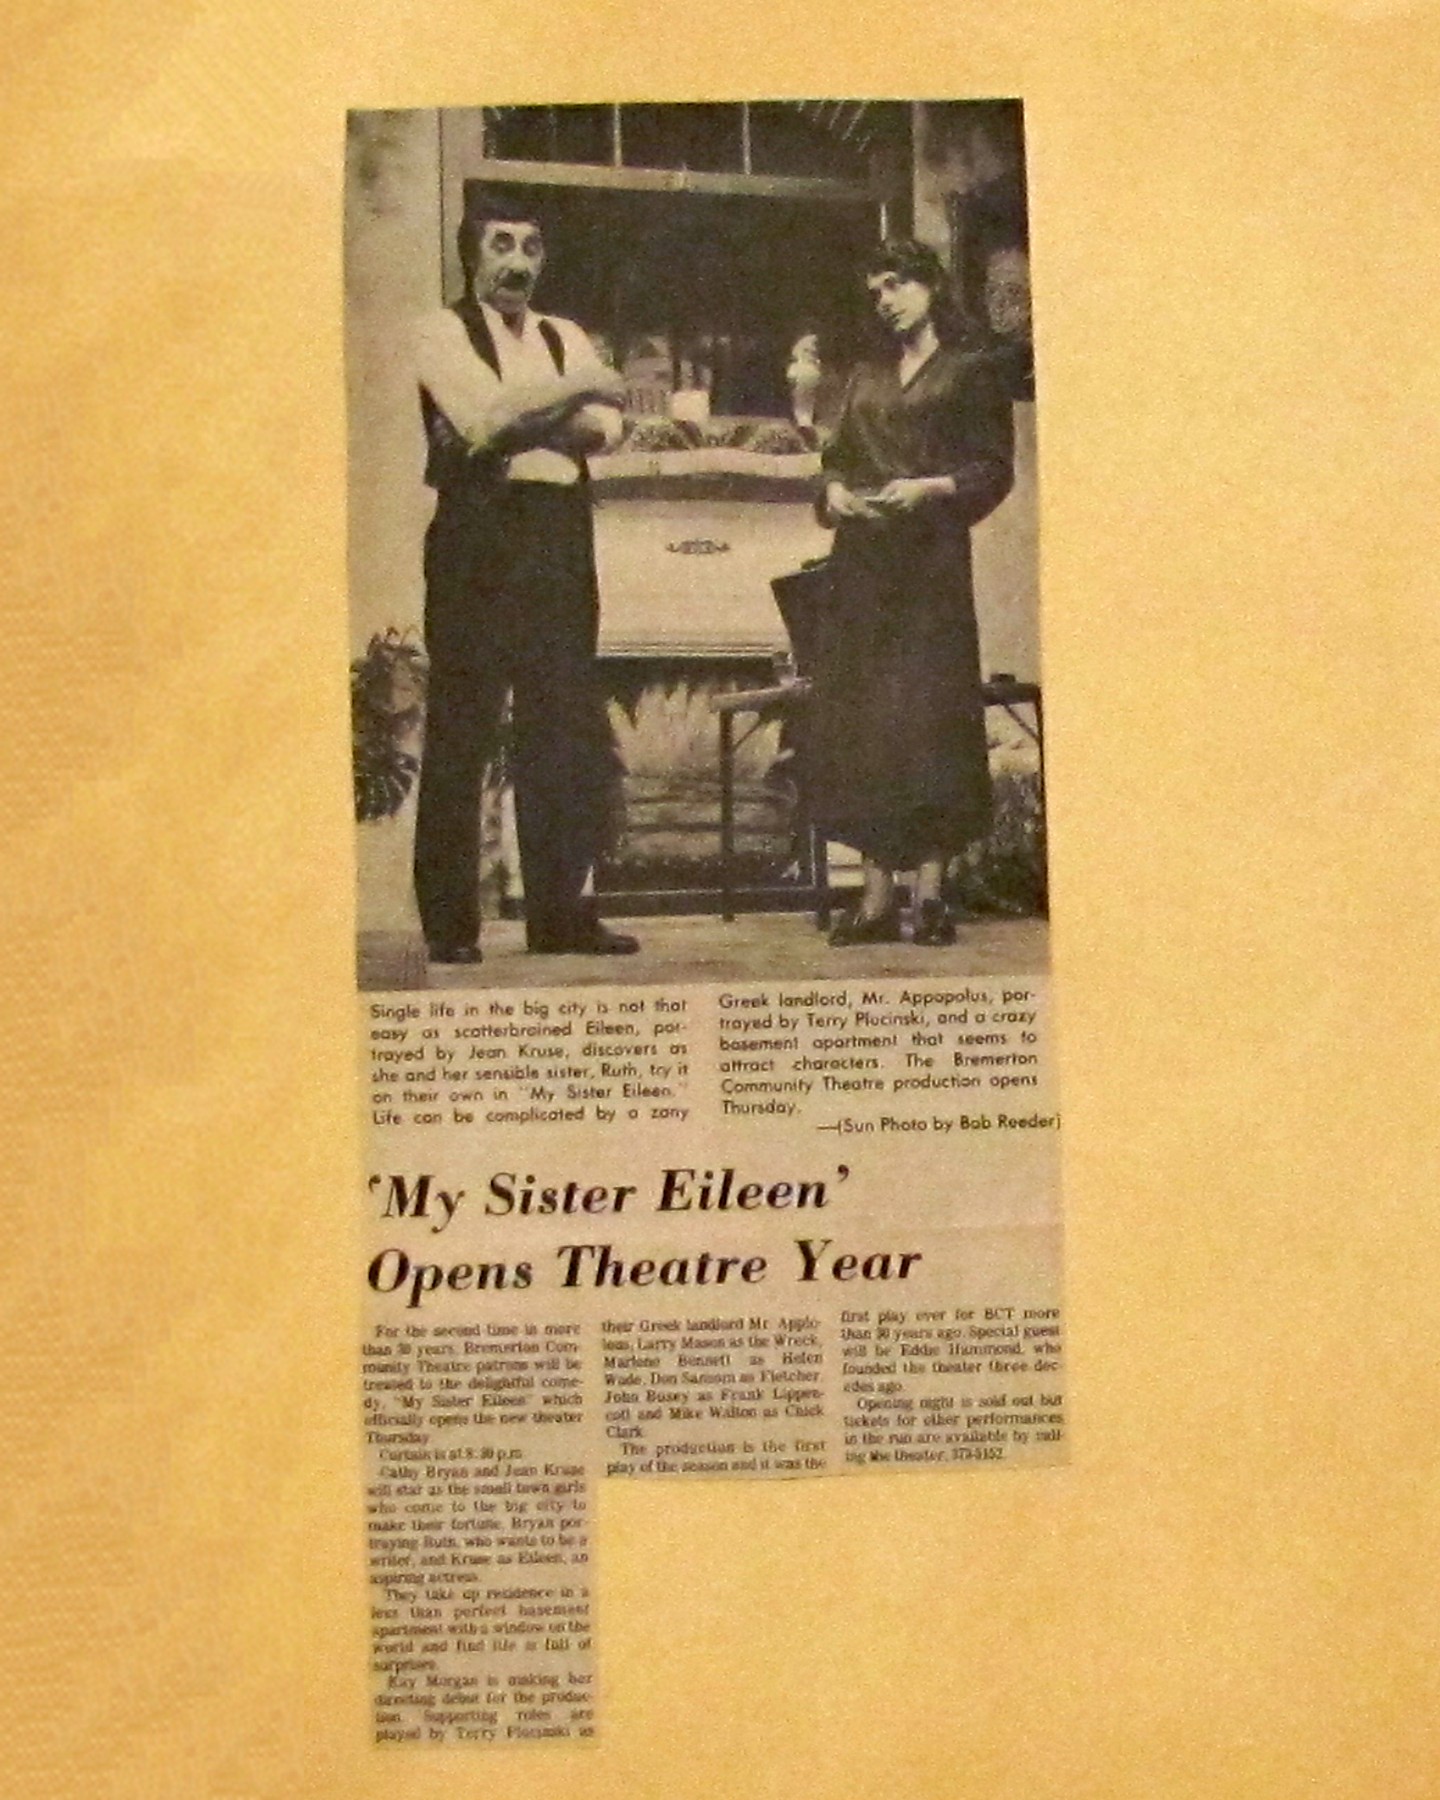 Single life in the big city is not that
easy as scatterbrained Eileen, por-
trayed by Jean Kruse, discovers as
she and her sensible sister, Ruth, try it
on their own in "My Sister Eileen."
Life can be complicated by a zany
Greek landlord, Mr. Appopolus, por-
trayed by Terry Plucinski, and a crazy
basement apartment that seems to
attract characters. The Bremerton
Community Theatre production opens
Thursday.
—(Sun Photo by Bob Reeder)
'My Sister Eileen'
Opens Theatre Year
For the second time in more
than 30 years, Bremerton Com-
munity Theatre patrons will be
treated to the delightful come-
dy, "My Sister Eileen" which
officially opens the new theater
Thursday.
Curtain is at 8:30 p.m.
Cathy Bryan and Jean Kruse
will star as the small town girls
who come to the big city to
make their fortune, Bryan por-
traying Ruth, who wants to be a
writer, and Kruse as Eileen, an
aspiring actress.
They take up residence in a
less than perfect basement
apartment with a window on the
world and find life is full of
surprises.
Kay Morgan is making her
directing debut for the produc-
tion. Supporting roles are
played by Terry Plucinski as
their Greek landlord Mr. Applo-
lous, Larry Mason as the Wreck,
Marlene Bennett as Helen
Wade, Don Sansom as Fletcher,
John Busey as Frank Lippen-
cott and Mike Walton as Chick
Clark.
The production is the first
play of the season and it was the
first play ever for BCT more
than 30 years ago. Special guest
will be Eddie Hammond, who
founded the theater three dec-
edes ago.
Opening night is sold out but
tickets for other performances
in the run are available by call-
ing the theater, 373-5152.